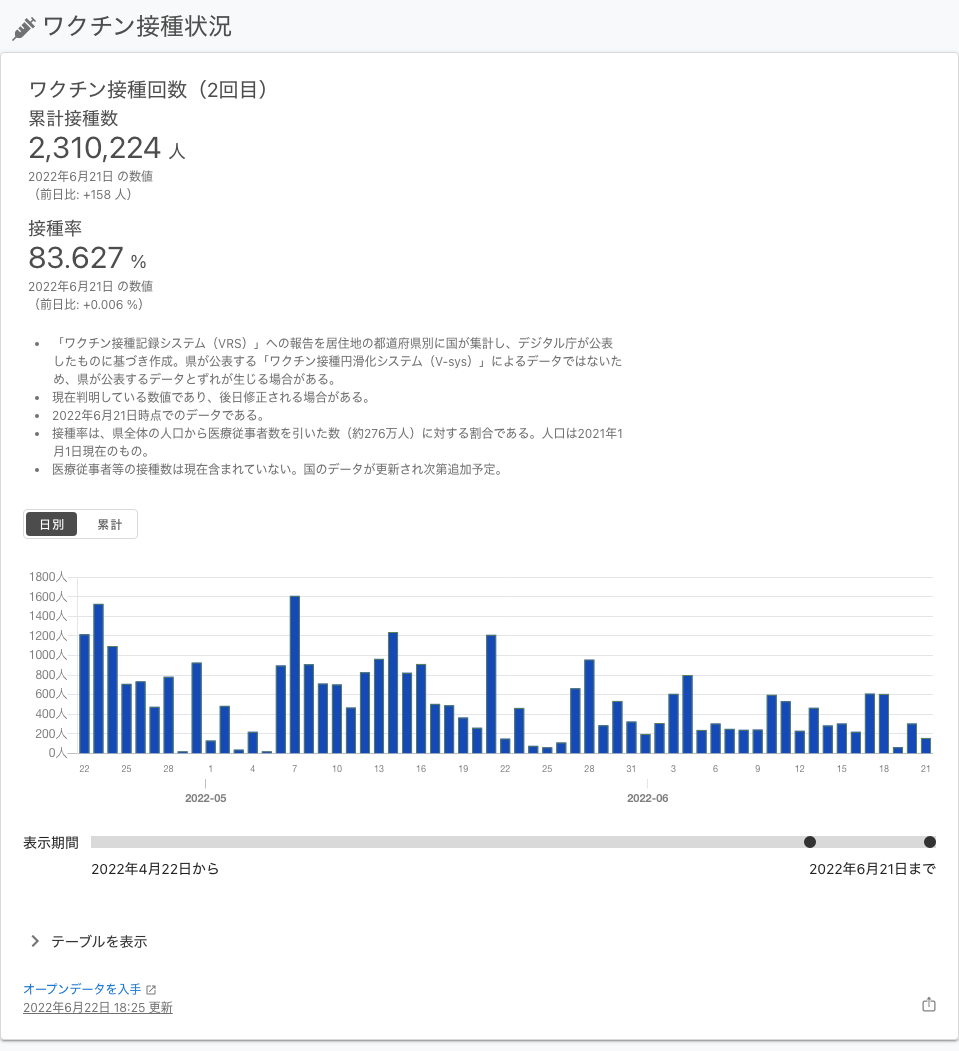 ワクチン接種状況
ワクチン接種回数（2回目）
累計接種数
2,310,224 人
2022年6月21日 の数値
（前日比: +158 人）
接種率
83.627 %
2022年6月21日 の数値
（前日比: +0.006 %）
• 「ワクチン接種記録システム（VRS）」への報告を居住地の都道府県別に国が集計し、デジタル庁が公表
したものに基づき作成。県が公表する「ワクチン接種円滑化システム（V-sys）」によるデータではないた
め、県が公表するデータとずれが生じる場合がある。
• 現在判明している数値であり、後日修正される場合がある。
• 2022年6月21日時点でのデータである。
• 接種率は、県全体の人口から医療従事者数を引いた数（約276万人）に対する割合である。人口は2021年1
月1日現在のもの。
• 医療従事者等の接種数は現在含まれていない。国のデータが更新され次第追加予定。
日別 累計
1800人
1600人
1400人
1200人
1000人
800人
600人
400人
200人
0人
22 25 28 1 4 7 10 13 16 19 22 25 28 31 3 6 9 12 15 18 21
2022-05 2022-06
表示期間
2022年4月22日から 2022年6月21日まで
テーブルを表示
オープンデータを入手
2022年6月22日 18:25 更新